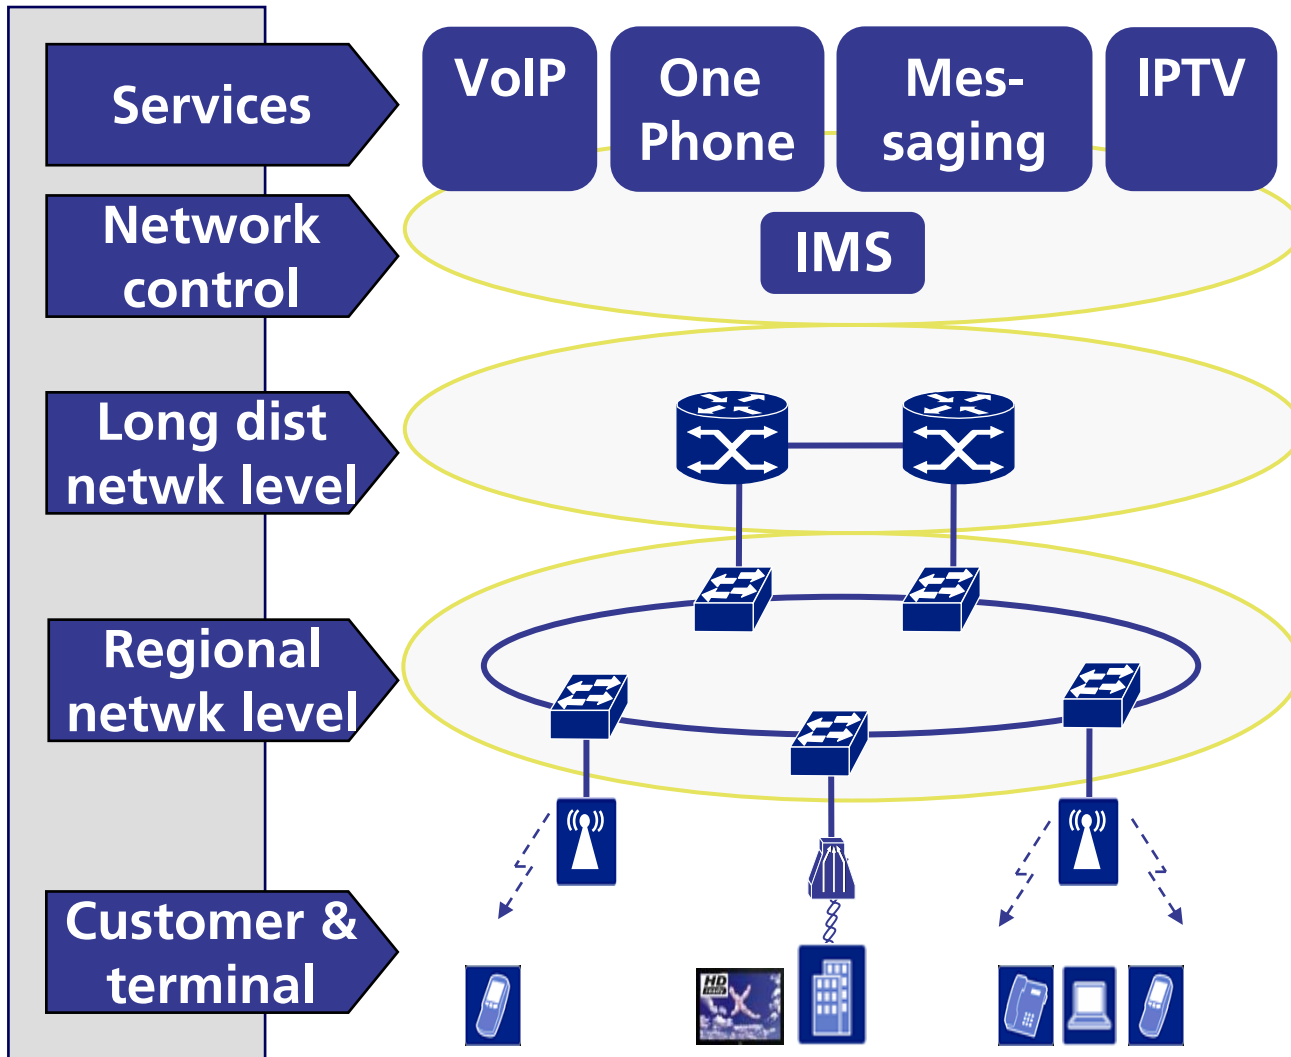 Services
VoIP
One
Phone
Mes-
saging
IPTV
Network
control
IMS
Long dist
netwk level
Regional
netwk level
Customer &
terminal
HD
ready